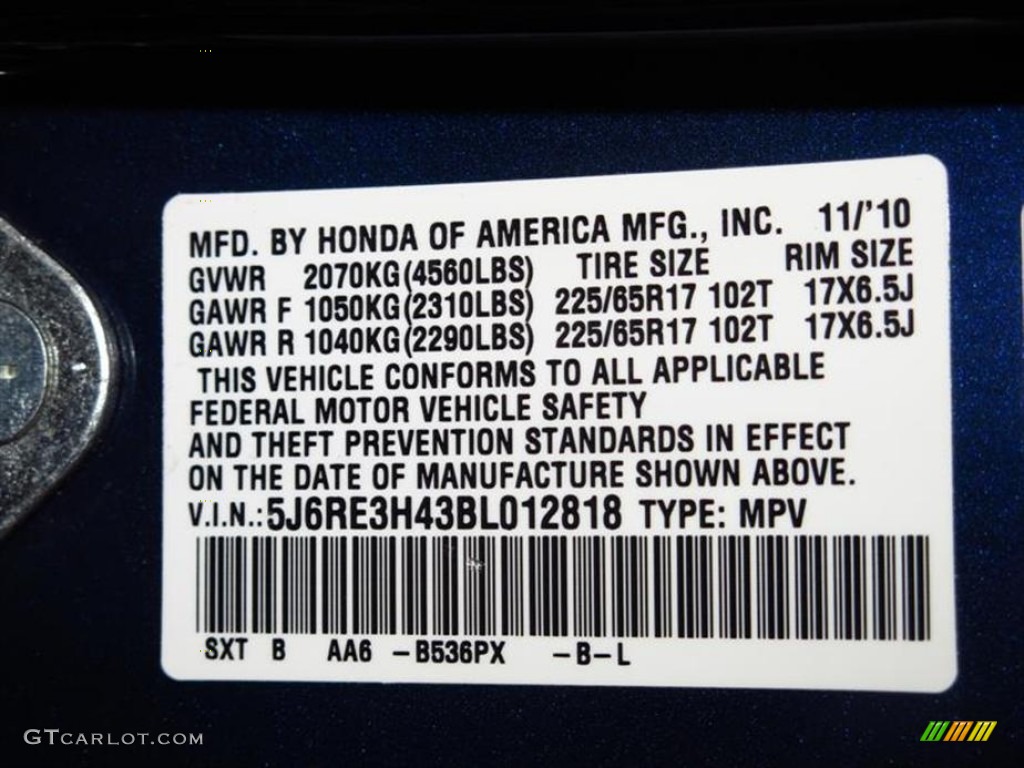 MFD. BY HONDA OF AMERICA MFG., INC. 11/'10
GVWR 2070KG(4560LBS) TIRE SIZE RIM SIZE
GAWR F 1050KG(2310LBS) 225/65R17 102T 17X6.5J
GAWR R 1040KG(2290LBS) 225/65R17 102T 17X6.5J
THIS VEHICLE CONFORMS TO ALL APPLICABLE
FEDERAL MOTOR VEHICLE SAFETY
AND THEFT PREVENTION STANDARDS IN EFFECT
ON THE DATE OF MANUFACTURE SHOWN ABOVE.
V.I.N.:5J6RE3H43BL012818 TYPE: MPV
SXT B AA6 -B536PX -B-L
GTCARLOT.COM